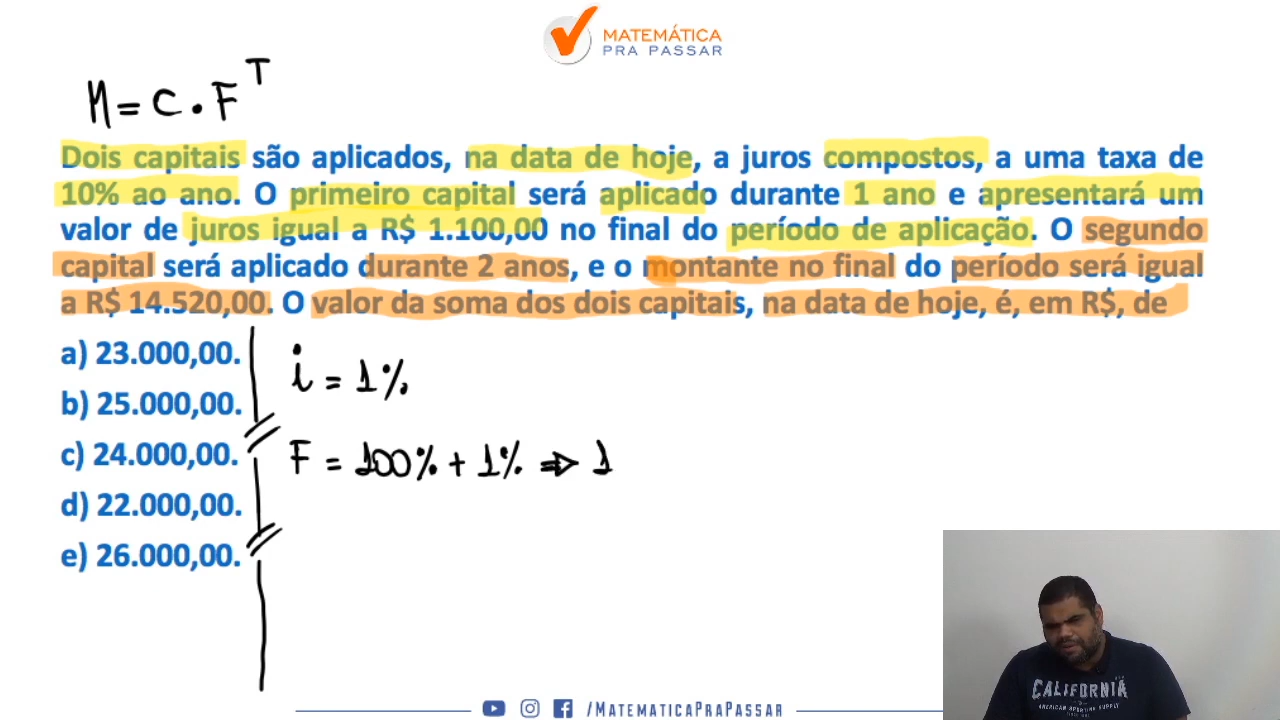 MATEMÁTICA
PRA PASSAR
M = C . F^T
Dois capitais são aplicados, na data de hoje, a juros compostos, a uma taxa de
10% ao ano. O primeiro capital será aplicado durante 1 ano e apresentará um
valor de juros igual a R$ 1.100,00 no final do período de aplicação. O segundo
capital será aplicado durante 2 anos, e o montante no final do período será igual
a R$ 14.520,00. O valor da soma dos dois capitais, na data de hoje, é, em R$, de
a) 23.000,00.
b) 25.000,00.
c) 24.000,00.
d) 22.000,00.
e) 26.000,00.
i = 1%
F = 100% + 1% ⇒ 1
CALIFORNIA
AMERICAN SPORTING SUPPLY
/MATEMATICAPRAPASSAR